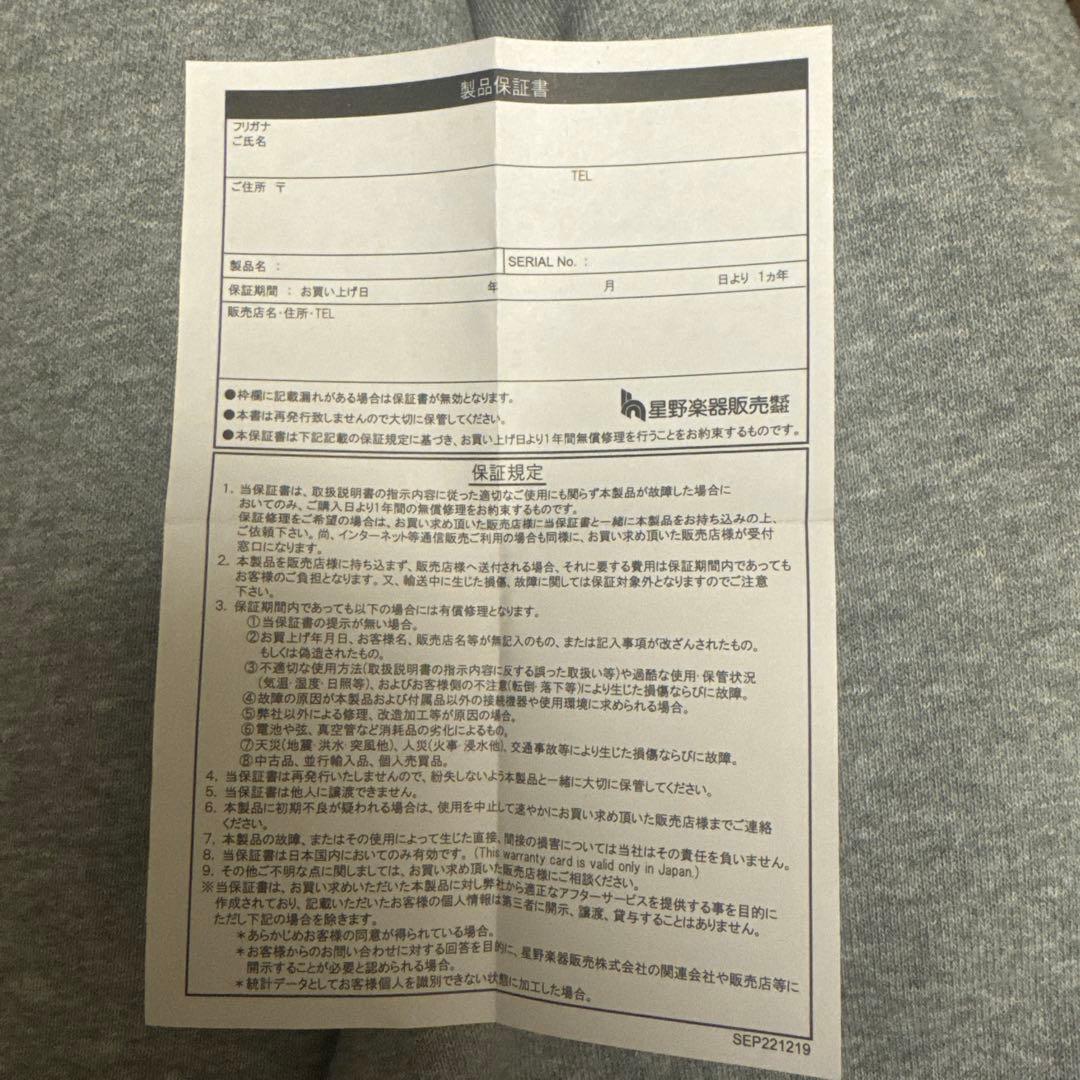 製品保証書
フリガナ
ご氏名
ご住所 〒
TEL
製品名 :
SERIAL No. :
保証期間 : お買い上げ日 年 月 日より 1ヵ年
販売店名・住所・TEL
●枠欄に記載漏れがある場合は保証書が無効となります。
●本書は再発行致しませんので大切に保管してください。
星野楽器販売株式会社
●本保証書は下記記載の保証規定に基づき、お買い上げ日より1年間無償修理を行うことをお約束するものです。
保証規定
1. 当保証書は、取扱説明書の指示内容に従った適切なご使用にも関らず本製品が故障した場合に
おいてのみ、ご購入日より1年間の無償修理をお約束するものです。
保証修理をご希望の場合は、お買い求め頂いた販売店様に当保証書と一緒に本製品をお持ち込みの上、
ご依頼下さい。尚、インターネット等通信販売ご利用の場合も同様に、お買い求め頂いた販売店様が受付
窓口になります。
2. 本製品を販売店様に持ち込まず、販売店様へ送付される場合、それに要する費用は保証期間内であっても
お客様のご負担となります。又、輸送中に生じた損傷、故障に関しては保証対象外となりますのでご注意
下さい。
3. 保証期間内であっても以下の場合には有償修理となります。
①当保証書の提示が無い場合。
②お買上げ年月日、お客様名、販売店名等が無記入のもの、または記入事項が改ざんされたもの。
もしくは偽造されたもの。
③不適切な使用方法(取扱説明書の指示内容に反する誤った取扱い等)や過酷な使用・保管状況
(気温・湿度・日照等)、およびお客様側の不注意(転倒・落下等)により生じた損傷ならびに故障。
④故障の原因が本製品および付属品以外の接続機器や使用環境に求められる場合。
⑤弊社以外による修理、改造加工等が原因の場合。
⑥電池や弦、真空管など消耗品の劣化によるもの。
⑦天災(地震・洪水・突風他)、人災(火事・浸水他)、交通事故等により生じた損傷ならびに故障。
⑧中古品、並行輸入品、個人売買品。
4. 当保証書は再発行いたしませんので、紛失しないよう本製品と一緒に大切に保管してください。
5. 当保証書は他人に譲渡できません。
6. 本製品に初期不良が疑われる場合は、使用を中止して速やかにお買い求め頂いた販売店様までご連絡
ください。
7. 本製品の故障、またはその使用によって生じた直接、間接の損害については当社はその責任を負いません。
8. 当保証書は日本国内においてのみ有効です。(This warranty card is valid only in Japan.)
9. その他ご不明な点に関しましては、お買い求め頂いた販売店様にご相談ください。
※当保証書は、お買い求めいただいた本製品に対し弊社から適正なアフターサービスを提供する事を目的に
作成されており、記載いただいたお客様の個人情報は第三者に開示、譲渡、貸与することはありません。
ただし下記の場合を除きます。
*あらかじめお客様の同意が得られている場合。
*お客様からのお問い合わせに対する回答を目的に、星野楽器販売株式会社の関連会社や販売店等に
開示することが必要と認められる場合。
*統計データとしてお客様個人を識別できない状態に加工した場合。
SEP221219